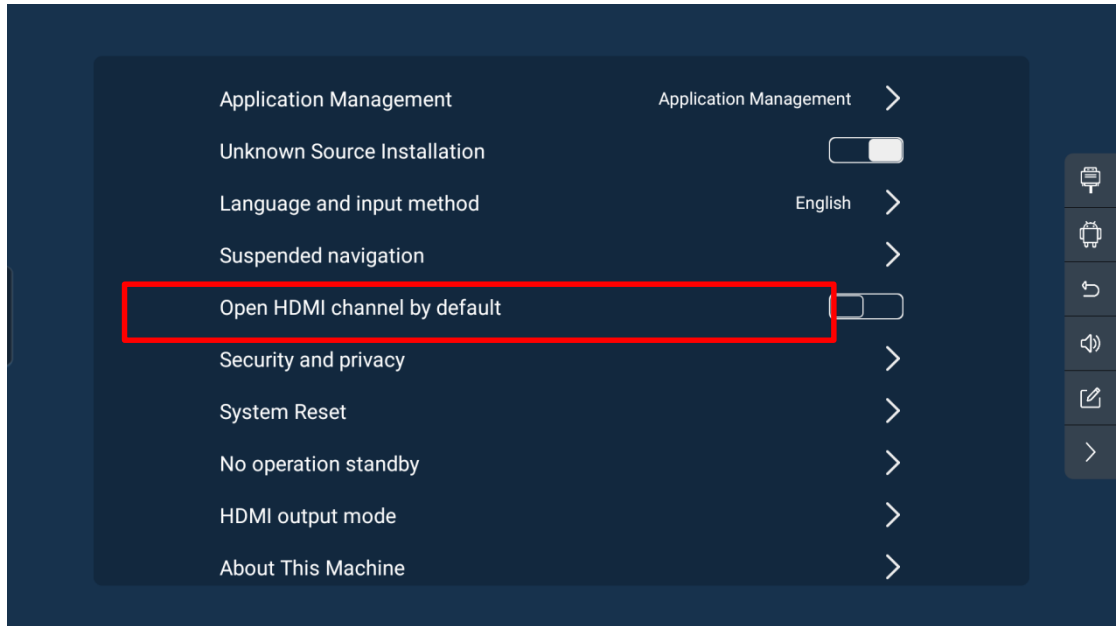 Application Management Application Management
Unknown Source Installation
Language and input method English
Suspended navigation
Open HDMI channel by default
Security and privacy
System Reset
No operation standby
HDMI output mode
About This Machine